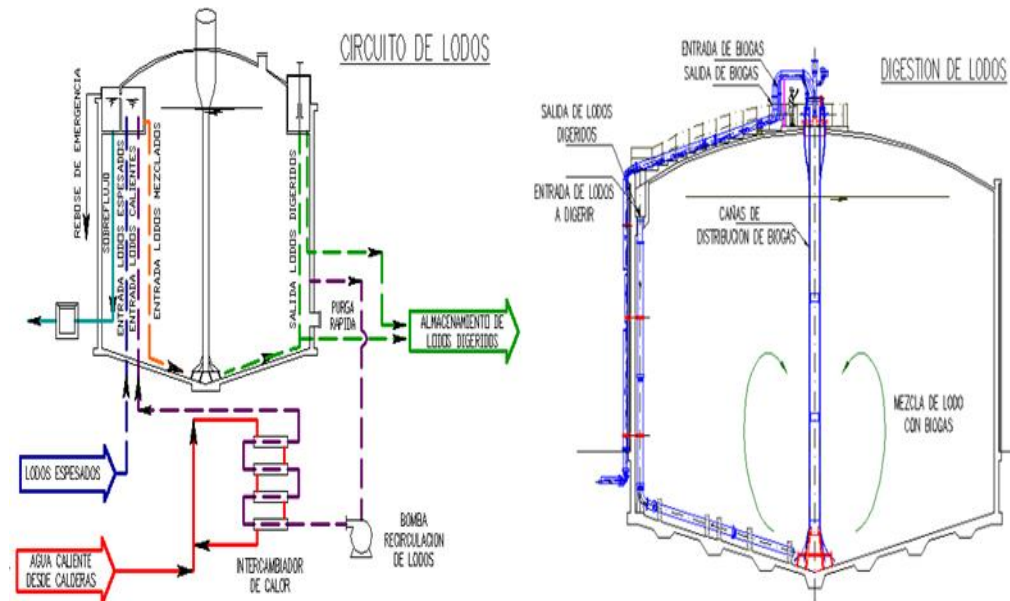 CIRCUITO DE LODOS
REBOSE DE EMERGENCIA
SOBREFLUJO
ENTRADA LODOS ESPESADOS
ENTRADA LODOS CALIENTES
ENTRADA LODOS MEZCLADOS
SALIDA LODOS DIGERIDOS
PURGA
RAPIDA
ALMACENAMIENTO DE
LODOS DIGERIDOS
LODOS ESPESADOS
AGUA CALIENTE
DESDE CALDERAS
INTERCAMBIADOR
DE CALOR
BOMBA
RECIRCULACION
DE LODOS
DIGESTION DE LODOS
ENTRADA DE BIOGAS
SALIDA DE BIOGAS
SALIDA DE LODOS
DIGERIDOS
ENTRADA DE LODOS
A DIGERIR
CAÑAS DE
DISTRIBUCION DE BIOGAS
MEZCLA DE LODO
CON BIOGAS